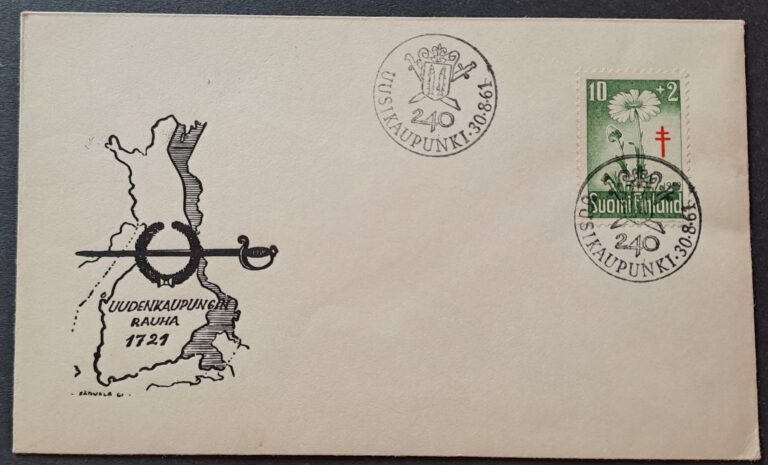 UUSIKAUPUNKI·30·8·61
240
10 + 2
Suomi Finland
UUSIKAUPUNKI·30·8·61
240
UUDENKAUPUNGIN
RAUHA
1721